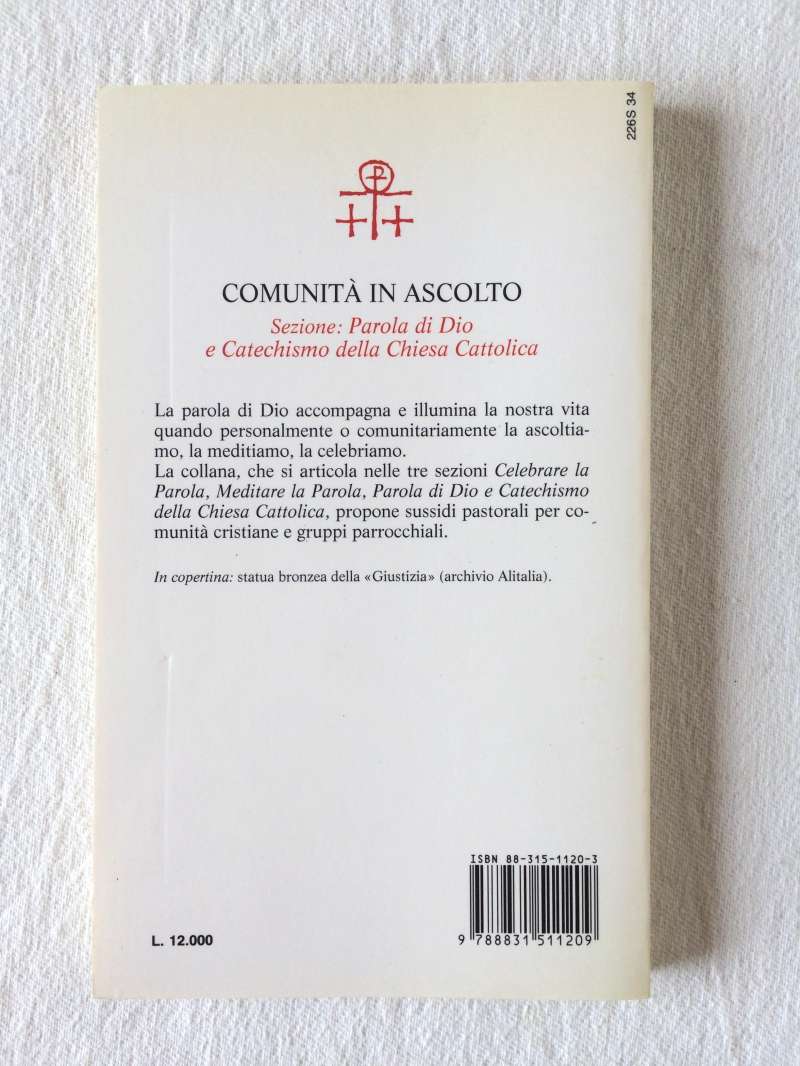 226S 34
COMUNITÀ IN ASCOLTO
Sezione: Parola di Dio
e Catechismo della Chiesa Cattolica
La parola di Dio accompagna e illumina la nostra vita
quando personalmente o comunitariamente la ascoltia-
mo, la meditiamo, la celebriamo.
La collana, che si articola nelle tre sezioni Celebrare la
Parola, Meditare la Parola, Parola di Dio e Catechismo
della Chiesa Cattolica, propone sussidi pastorali per co-
munità cristiane e gruppi parrocchiali.
In copertina: statua bronzea della «Giustizia» (archivio Alitalia).
ISBN 88-315-1120-3
9 788831 511209
L. 12.000